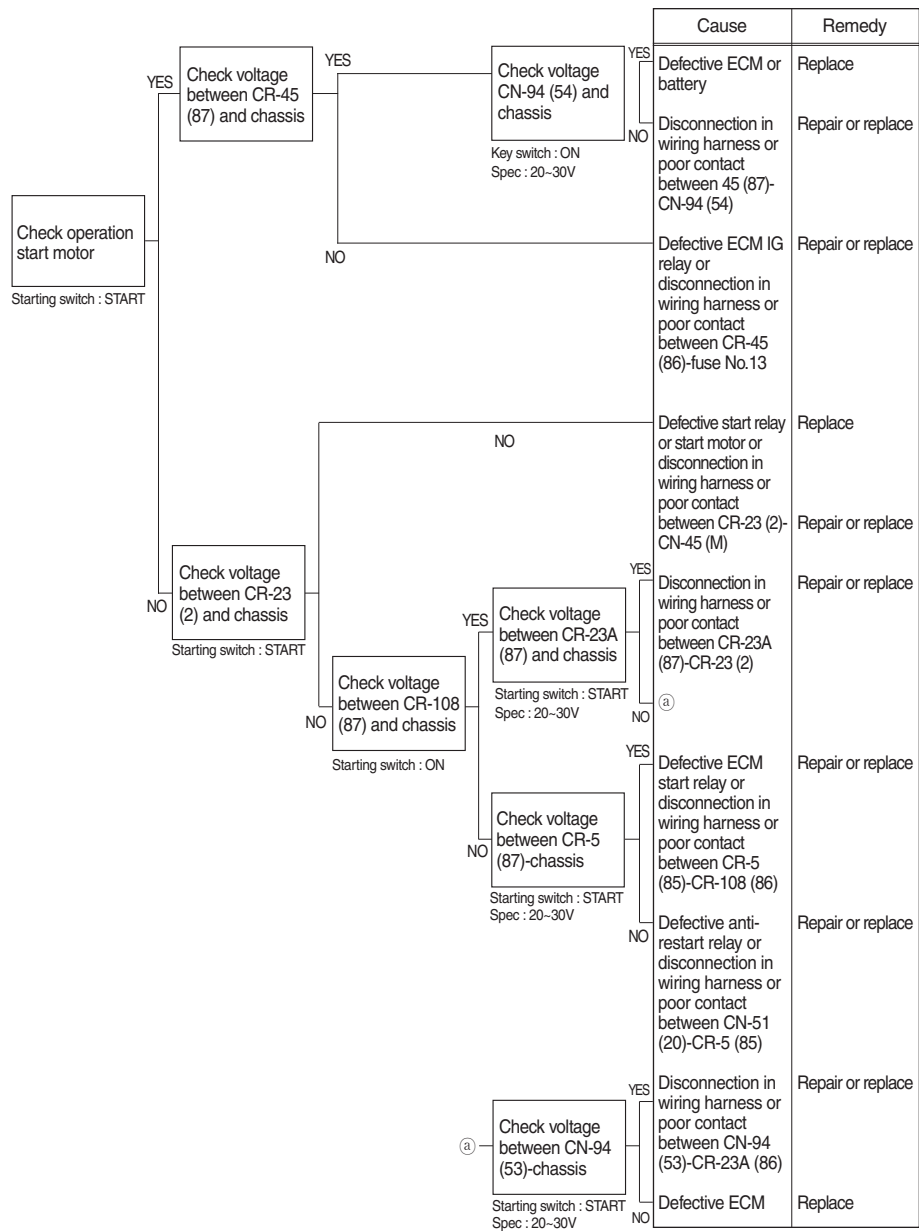 Cause
Remedy
YES
Check voltage
between CR-45
(87) and chassis
YES
Check voltage
CN-94 (54) and
chassis
Key switch : ON
Spec : 20~30V
YES
Defective ECM or
battery
Replace
NO
Disconnection in
wiring harness or
poor contact
between 45 (87)-
CN-94 (54)
Repair or replace
Check operation
start motor
Starting switch : START
NO
Defective ECM IG
relay or
disconnection in
wiring harness or
poor contact
between CR-45
(86)-fuse No.13
Repair or replace
NO
Defective start relay
or start motor or
disconnection in
wiring harness or
poor contact
between CR-23 (2)-
CN-45 (M)
Replace
Repair or replace
NO
Check voltage
between CR-23
(2) and chassis
Starting switch : START
NO
Check voltage
between CR-108
(87) and chassis
Starting switch : ON
YES
Check voltage
between CR-23A
(87) and chassis
Starting switch : START
Spec : 20~30V
YES
Disconnection in
wiring harness or
poor contact
between CR-23A
(87)-CR-23 (2)
Repair or replace
NO
ⓐ
NO
Check voltage
between CR-5
(87)-chassis
Starting switch : START
Spec : 20~30V
YES
Defective ECM
start relay or
disconnection in
wiring harness or
poor contact
between CR-5
(85)-CR-108 (86)
Repair or replace
NO
Defective anti-
restart relay or
disconnection in
wiring harness or
poor contact
between CN-51
(20)-CR-5 (85)
Repair or replace
ⓐ
Check voltage
between CN-94
(53)-chassis
Starting switch : START
Spec : 20~30V
YES
Disconnection in
wiring harness or
poor contact
between CN-94
(53)-CR-23A (86)
Repair or replace
NO
Defective ECM
Replace